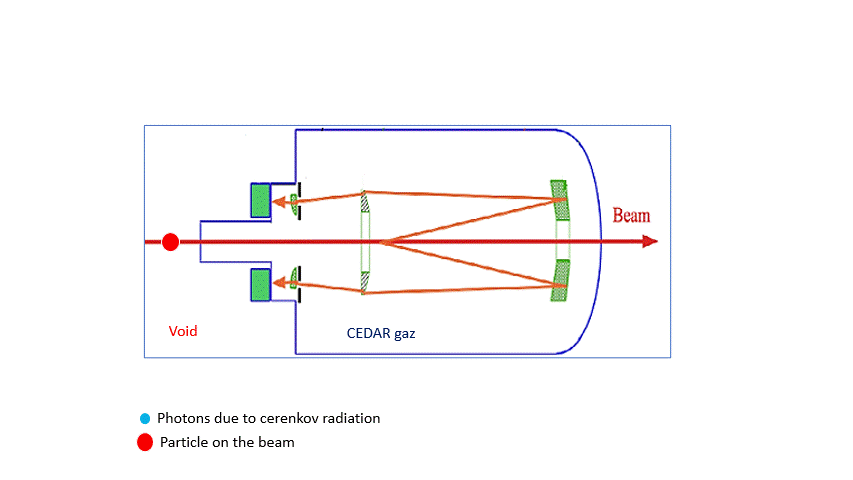 Beam
Void
CEDAR gaz
Photons due to cerenkov radiation
Particle on the beam